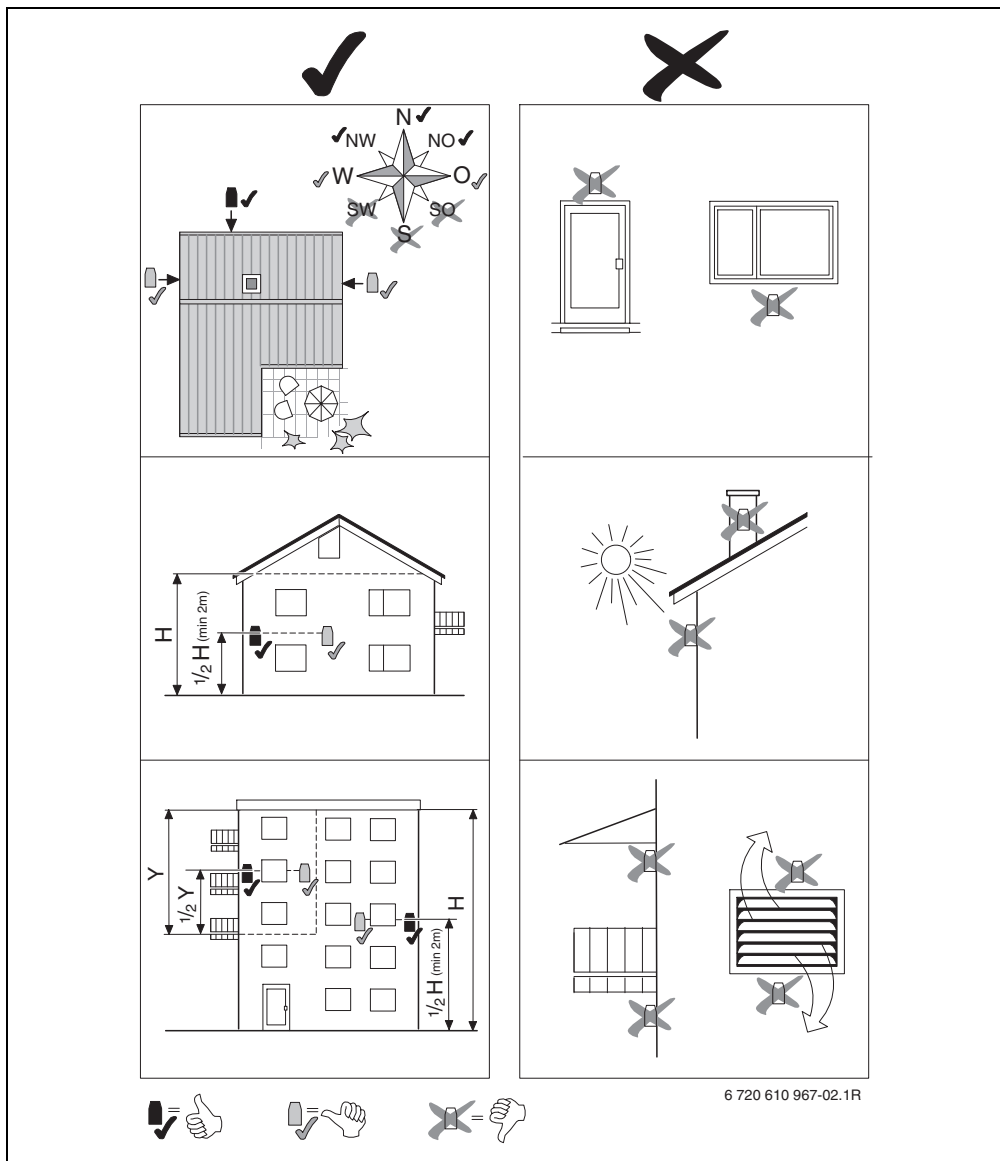 N
NW
NO
W
O
SW
SO
S
H
1/2 H (min 2m)
Y
1/2 Y
H
1/2 H (min 2m)
6 720 610 967-02.1R
=
=
=